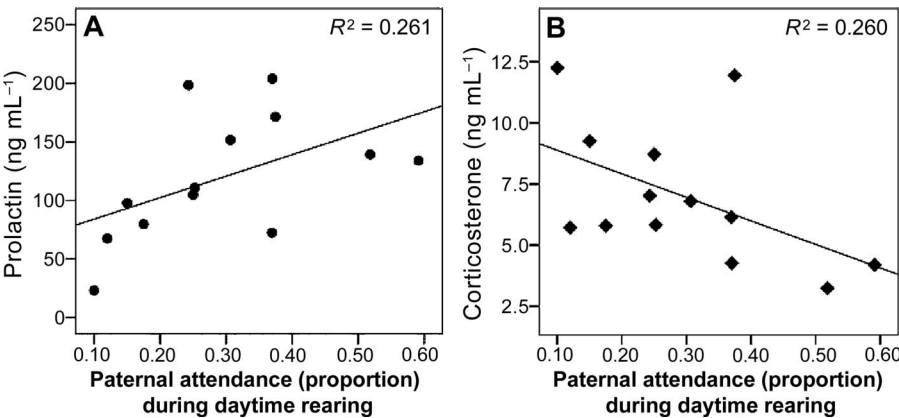 A
R² = 0.261
Prolactin (ng mL⁻¹)
250
200
150
100
50
0
0.10 0.20 0.30 0.40 0.50 0.60
Paternal attendance (proportion)
during daytime rearing
B
R² = 0.260
Corticosterone (ng mL⁻¹)
12.5
10.0
7.5
5.0
2.5
0.10 0.20 0.30 0.40 0.50 0.60
Paternal attendance (proportion)
during daytime rearing